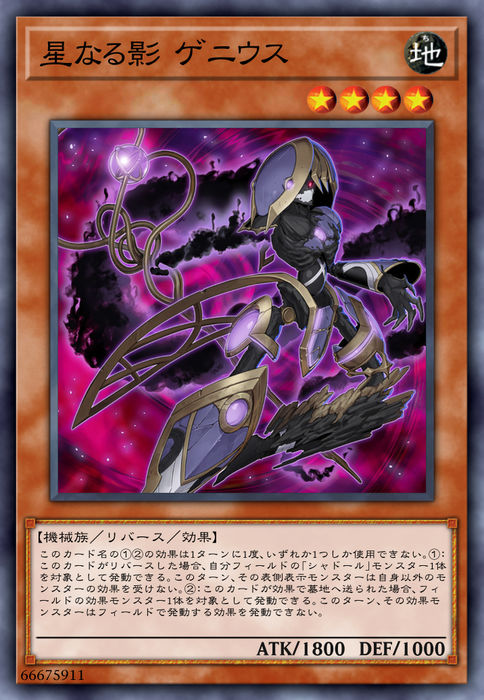 星なる影 ゲニウス
ち
地
【機械族／リバース／効果】
このカード名の①②の効果は1ターンに1度、いずれか1つしか使用できない。①:
このカードがリバースした場合、自分フィールドの「シャドール」モンスター1体
を対象として発動できる。このターン、その表側表示モンスターは自身以外のモ
ンスターの効果を受けない。②:このカードが効果で墓地へ送られた場合、フィ
ールドの効果モンスター1体を対象として発動できる。このターン、その効果モ
ンスターはフィールドで発動する効果を発動できない。
ATK/1800 DEF/1000
66675911